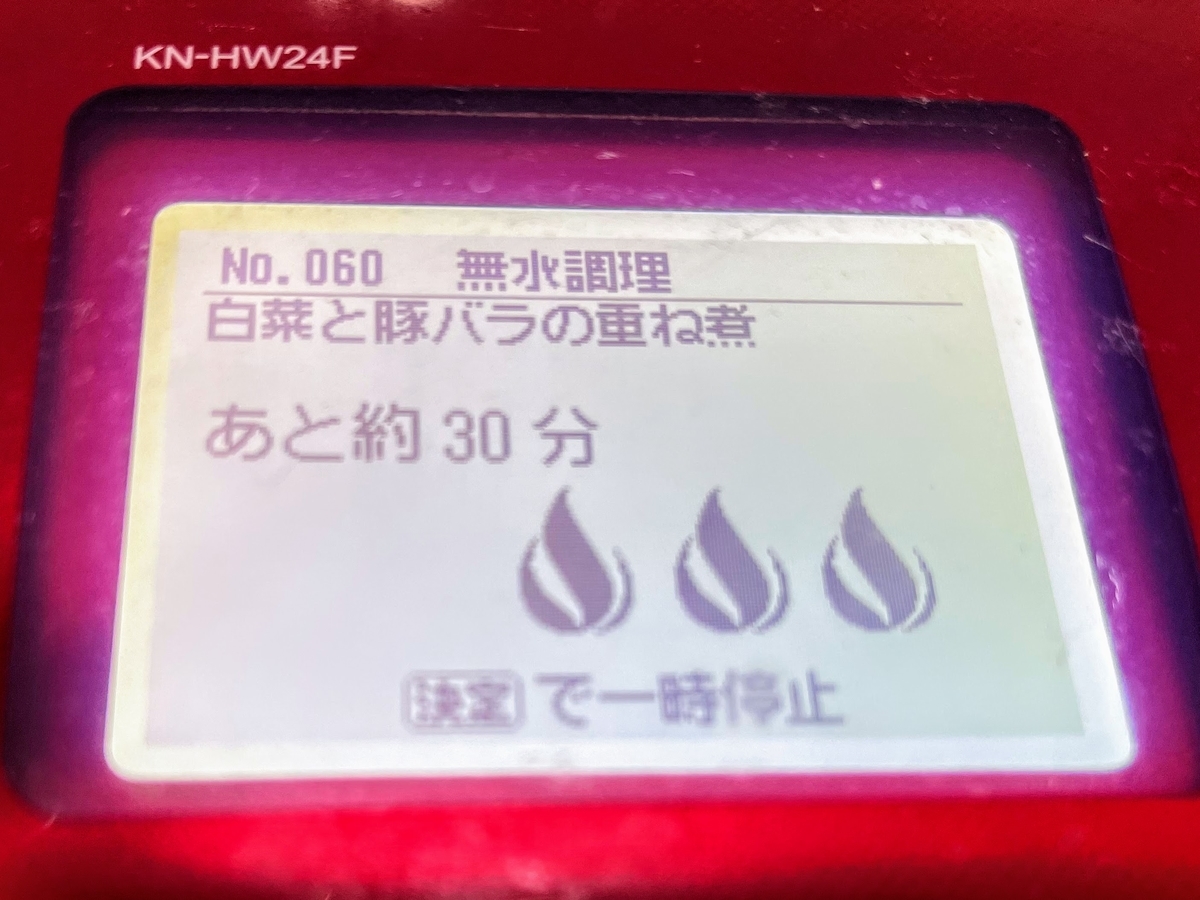 KN-HW24F
No.060 無水調理
白菜と豚バラの重ね煮
あと約 30 分
決定 で一時停止